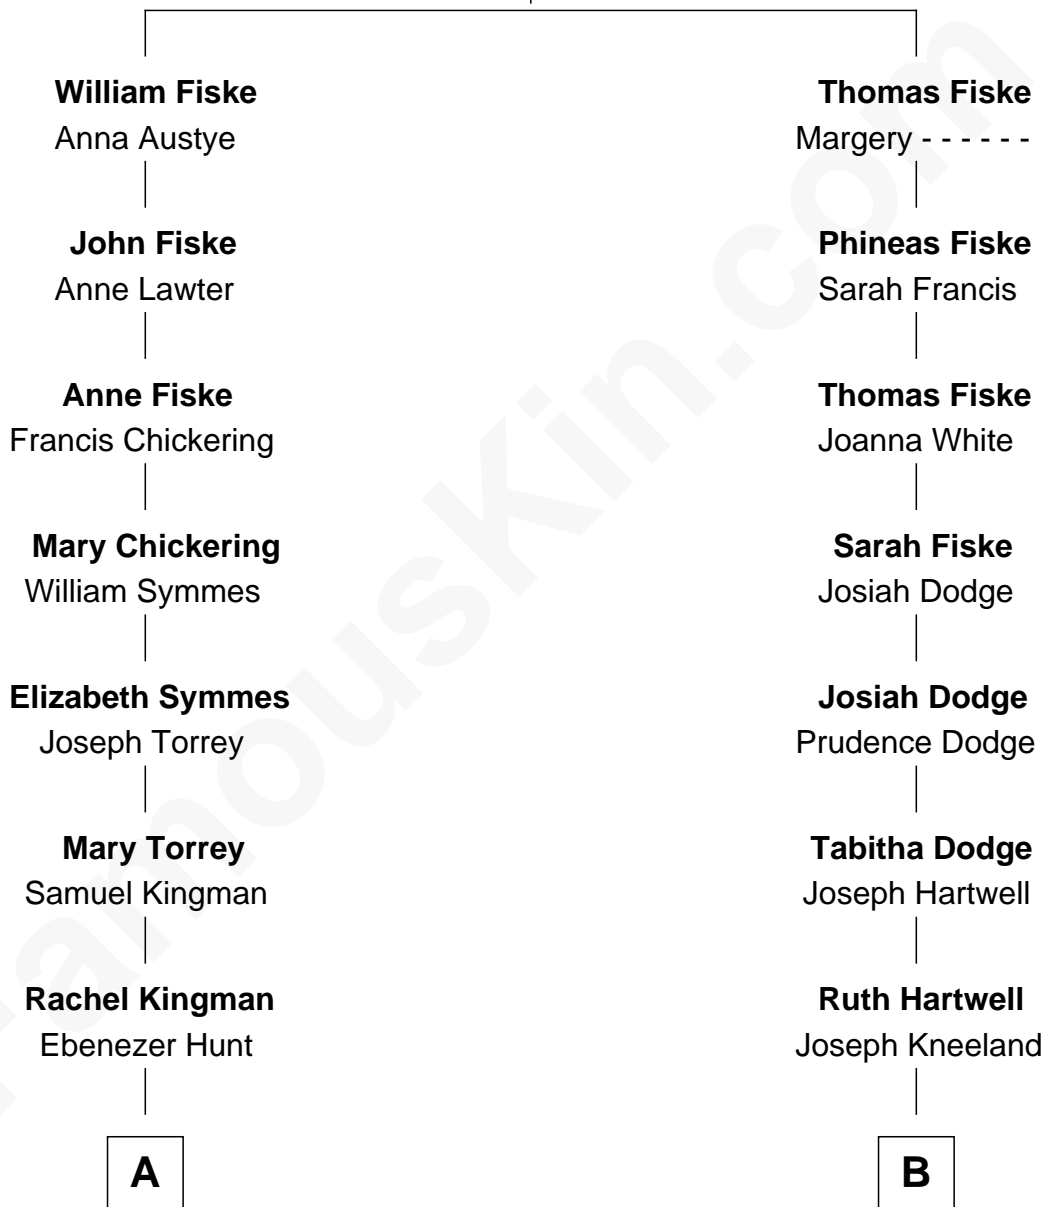 William Fiske
Anna Austye
John Fiske
Anne Lawter
Anne Fiske
Francis Chickering
Mary Chickering
William Symmes
Elizabeth Symmes
Joseph Torrey
Mary Torrey
Samuel Kingman
Rachel Kingman
Ebenezer Hunt
A
Thomas Fiske
Margery - - - - - -
Phineas Fiske
Sarah Francis
Thomas Fiske
Joanna White
Sarah Fiske
Josiah Dodge
Josiah Dodge
Prudence Dodge
Tabitha Dodge
Joseph Hartwell
Ruth Hartwell
Joseph Kneeland
B
FamousKin.com